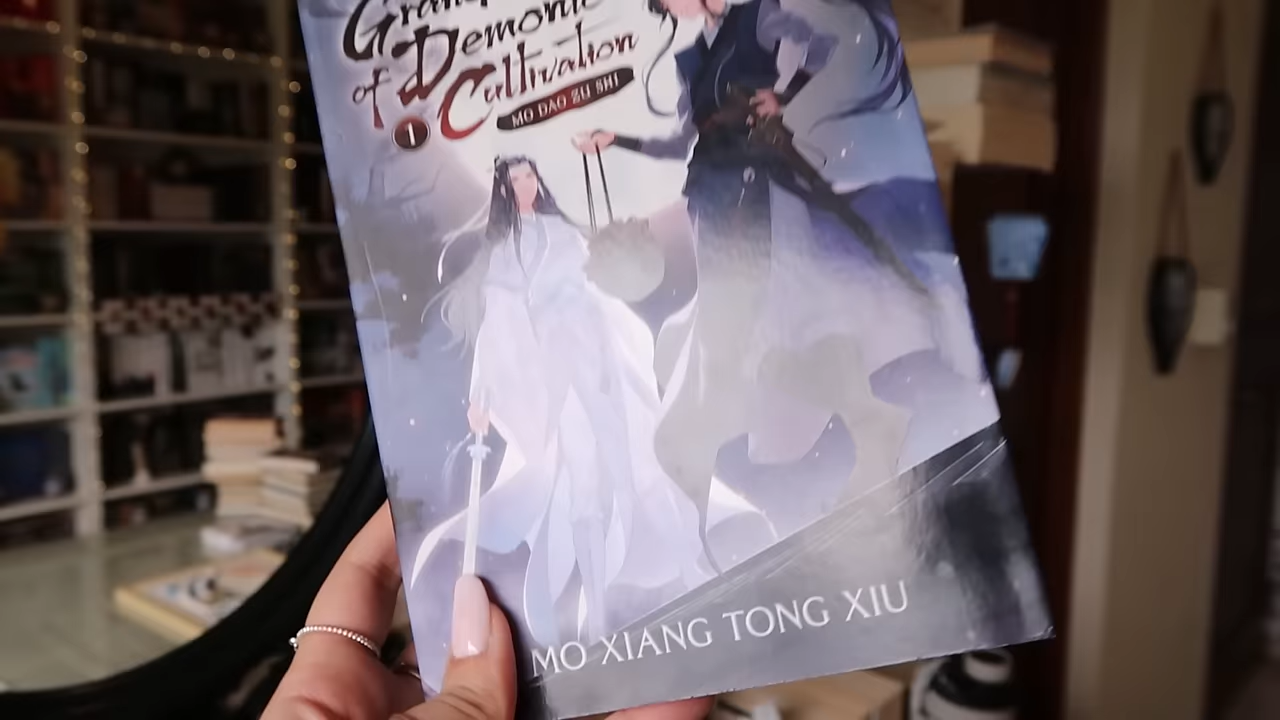 of Demonic
Cultivation
MO DAO ZU SHI
1
MO XIANG TONG XIU